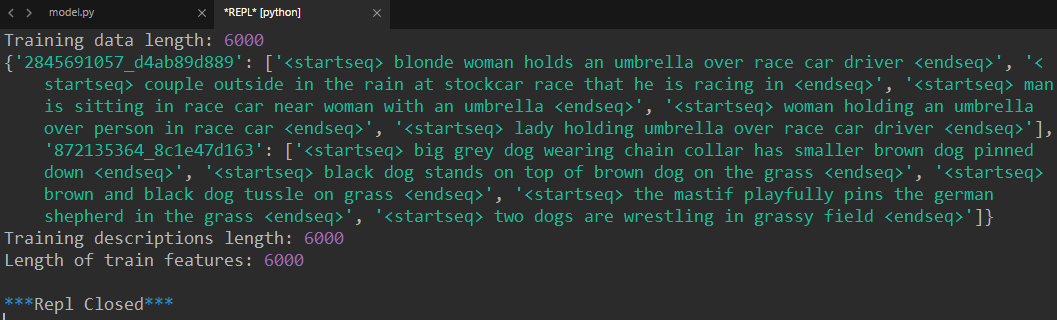 model.py × *REPL* [python] ×
Training data length: 6000
{'2845691057_d4ab89d889': ['<startseq> blonde woman holds an umbrella over race car driver <endseq>', '<
startseq> couple outside in the rain at stockcar race that he is racing in <endseq>', '<startseq> man
is sitting in race car near woman with an umbrella <endseq>', '<startseq> woman holding an umbrella
over person in race car <endseq>', '<startseq> lady holding umbrella over race car driver <endseq>'],
'872135364_8c1e47d163': ['<startseq> big grey dog wearing chain collar has smaller brown dog pinned
down <endseq>', '<startseq> black dog stands on top of brown dog on the grass <endseq>', '<startseq>
brown and black dog tussle on grass <endseq>', '<startseq> the mastif playfully pins the german
shepherd in the grass <endseq>', '<startseq> two dogs are wrestling in grassy field <endseq>']}
Training descriptions length: 6000
Length of train features: 6000
***Repl Closed***